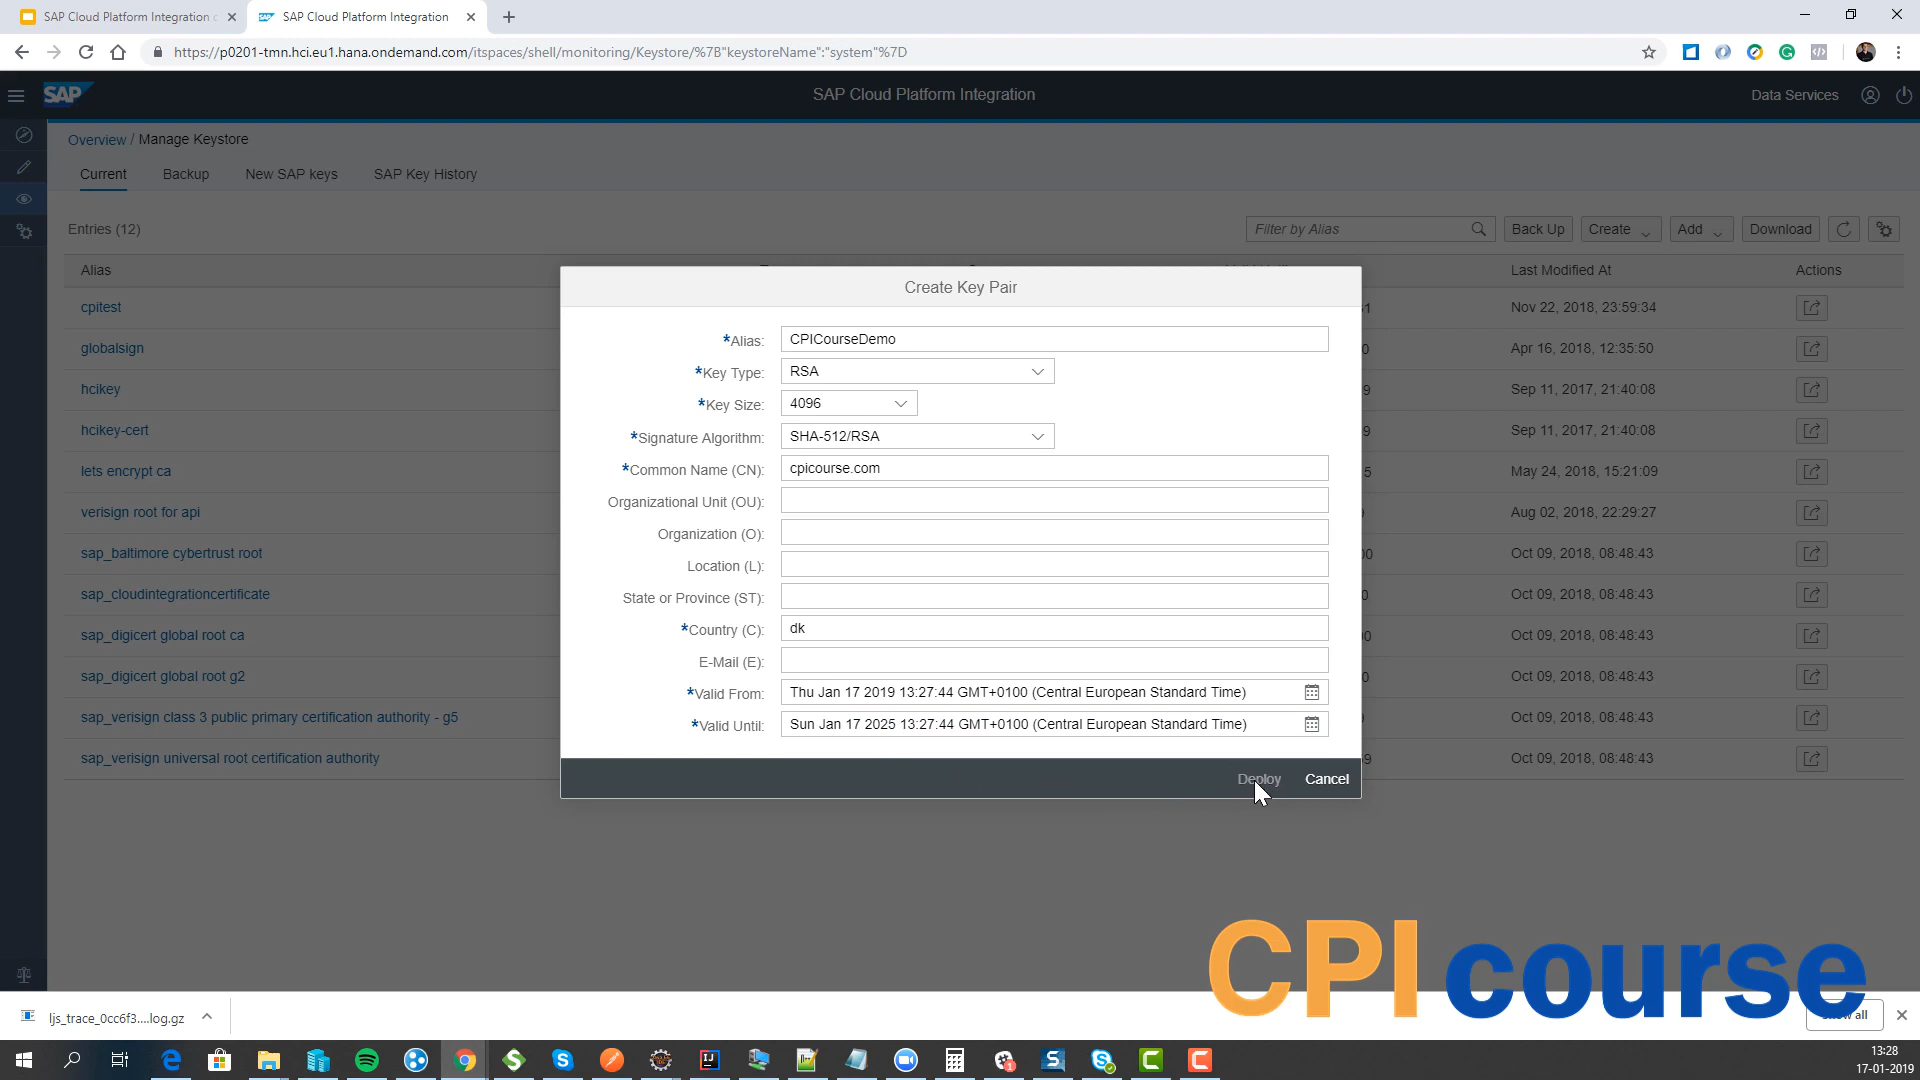 SAP Cloud Platform Integration
SAP Cloud Platform Integration
https://p0201-tmn.hci.eu1.hana.ondemand.com/itspaces/shell/monitoring/Keystore/%7B"keystoreName":"system"%7D
SAP
SAP Cloud Platform Integration
Data Services
Overview / Manage Keystore
Current
Backup
New SAP keys
SAP Key History
Entries (12)
Filter by Alias
Back Up
Create
Add
Download
Alias
Last Modified At
Actions
cpitest
Nov 22, 2018, 23:59:34
globalsign
Apr 16, 2018, 12:35:50
hcikey
Sep 11, 2017, 21:40:08
hcikey-cert
Sep 11, 2017, 21:40:08
lets encrypt ca
May 24, 2018, 15:21:09
verisign root for api
Aug 02, 2018, 22:29:27
sap_baltimore cybertrust root
Oct 09, 2018, 08:48:43
sap_cloudintegrationcertificate
Oct 09, 2018, 08:48:43
sap_digicert global root ca
Oct 09, 2018, 08:48:43
sap_digicert global root g2
Oct 09, 2018, 08:48:43
sap_verisign class 3 public primary certification authority - g5
Oct 09, 2018, 08:48:43
sap_verisign universal root certification authority
Oct 09, 2018, 08:48:43
Create Key Pair
*Alias: CPICourseDemo
*Key Type: RSA
*Key Size: 4096
*Signature Algorithm: SHA-512/RSA
*Common Name (CN): cpicourse.com
Organizational Unit (OU):
Organization (O):
Location (L):
State or Province (ST):
*Country (C): dk
E-Mail (E):
*Valid From: Thu Jan 17 2019 13:27:44 GMT+0100 (Central European Standard Time)
*Valid Until: Sun Jan 17 2025 13:27:44 GMT+0100 (Central European Standard Time)
Deploy
Cancel
CPI course
ljs_trace_0cc6f3....log.gz
all
13:28
17-01-2019